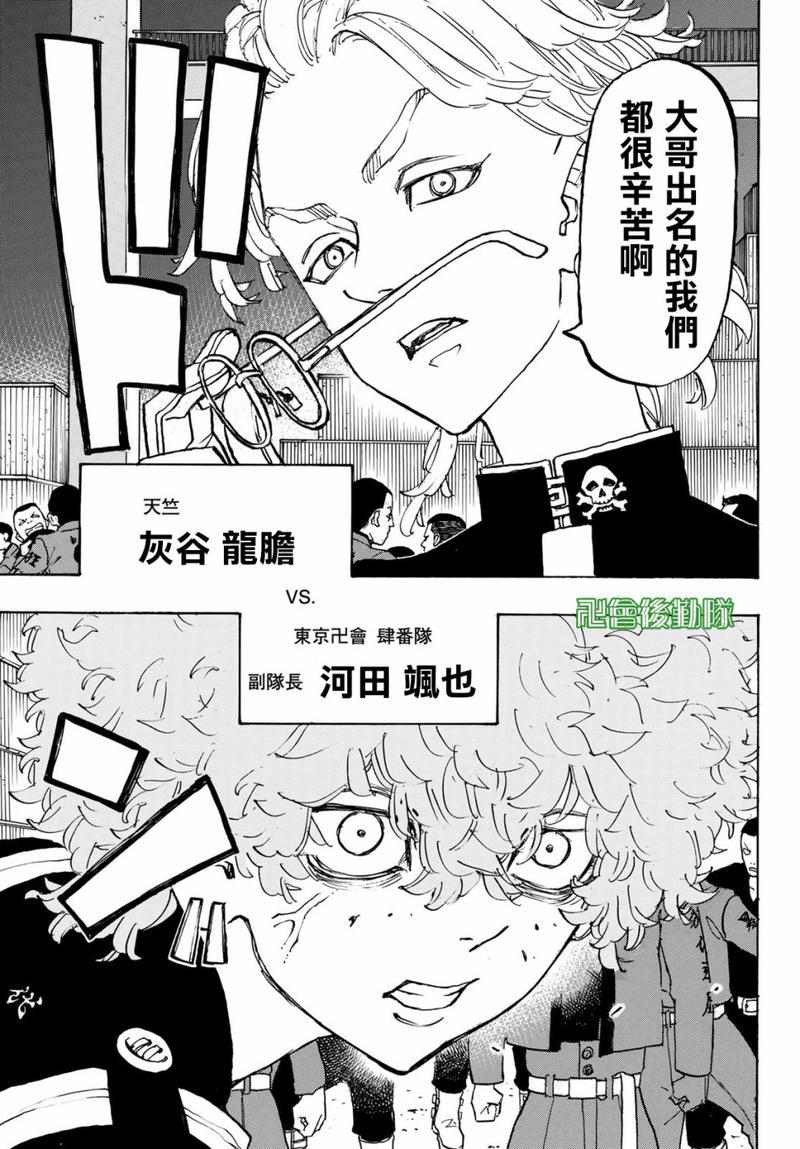 大哥出名的我們
都很辛苦啊
ド!!!
天竺
灰谷 龍膽
VS.
東京卍會 肆番隊
副隊長 河田 颯也
卍會後勤隊